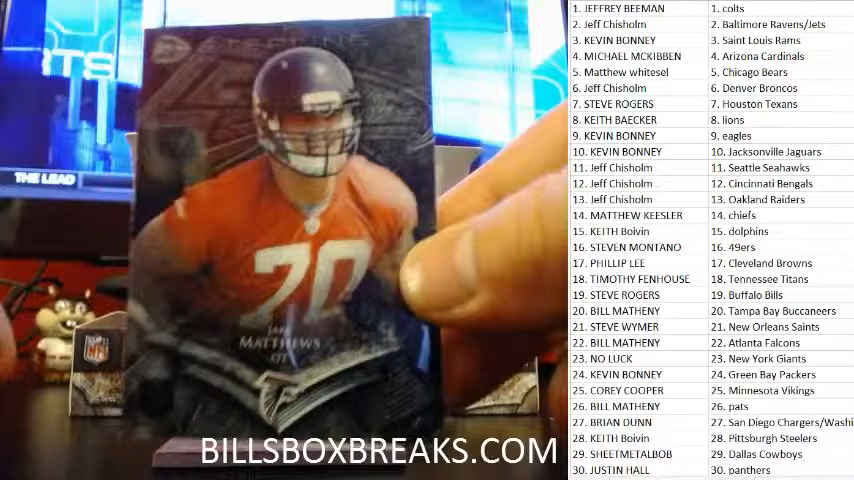 STERLING
70
JAKE
MATTHEWS
OT
THE LEAD
NFL
BILLSBOXBREAKS.COM
1. JEFFREY BEEMAN 1. colts
2. Jeff Chisholm 2. Baltimore Ravens/Jets
3. KEVIN BONNEY 3. Saint Louis Rams
4. MICHAEL MCKIBBEN 4. Arizona Cardinals
5. Matthew whitesel 5. Chicago Bears
6. Jeff Chisholm 6. Denver Broncos
7. STEVE ROGERS 7. Houston Texans
8. KEITH BAECKER 8. lions
9. KEVIN BONNEY 9. eagles
10. KEVIN BONNEY 10. Jacksonville Jaguars
11. Jeff Chisholm 11. Seattle Seahawks
12. Jeff Chisholm 12. Cincinnati Bengals
13. Jeff Chisholm 13. Oakland Raiders
14. MATTHEW KEESLER 14. chiefs
15. KEITH Boivin 15. dolphins
16. STEVEN MONTANO 16. 49ers
17. PHILLIP LEE 17. Cleveland Browns
18. TIMOTHY FENHOUSE 18. Tennessee Titans
19. STEVE ROGERS 19. Buffalo Bills
20. BILL MATHENY 20. Tampa Bay Buccaneers
21. STEVE WYMER 21. New Orleans Saints
22. BILL MATHENY 22. Atlanta Falcons
23. NO LUCK 23. New York Giants
24. KEVIN BONNEY 24. Green Bay Packers
25. COREY COOPER 25. Minnesota Vikings
26. BILL MATHENY 26. pats
27. BRIAN DUNN 27. San Diego Chargers/Washi
28. KEITH Boivin 28. Pittsburgh Steelers
29. SHEETMETALBOB 29. Dallas Cowboys
30. JUSTIN HALL 30. panthers